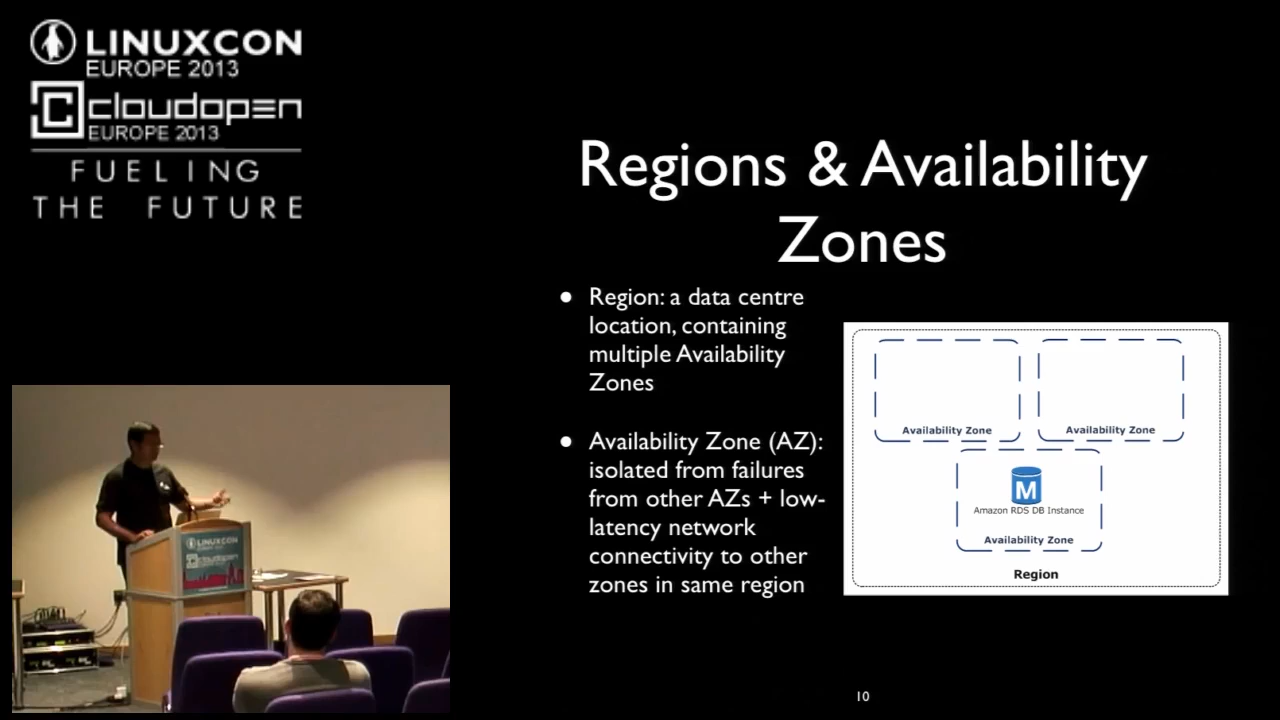 LINUXCON
EUROPE 2013
cloudopen
EUROPE 2013
FUELING
THE FUTURE
Regions & Availability
Zones
• Region: a data centre
location, containing
multiple Availability
Zones
• Availability Zone (AZ):
isolated from failures
from other AZs + low-
latency network
connectivity to other
zones in same region
Availability Zone
Availability Zone
M
Amazon RDS DB Instance
Availability Zone
Region
LINUXCON
cloudopen
10